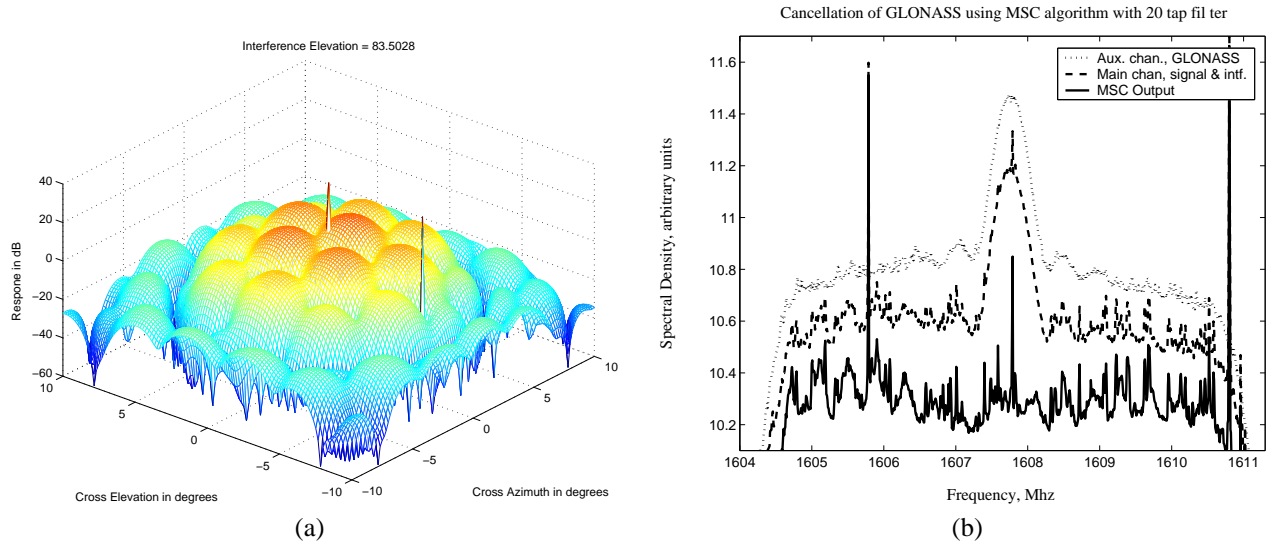 Interference Elevation = 83.5028
40
20
0
−20
−40
−60
Respone in dB
10
5
0
−5
−10
Cross Elevation in degrees
−10
−5
0
5
10
Cross Azimuth in degrees
(a)
Cancellation of GLONASS using MSC algorithm with 20 tap fil ter
Aux. chan., GLONASS
Main chan, signal & intf.
MSC Output
11.6
11.4
11.2
11
10.8
10.6
10.4
10.2
Spectral Density, arbitrary units
1604 1605 1606 1607 1608 1609 1610 1611
Frequency, Mhz
(b)